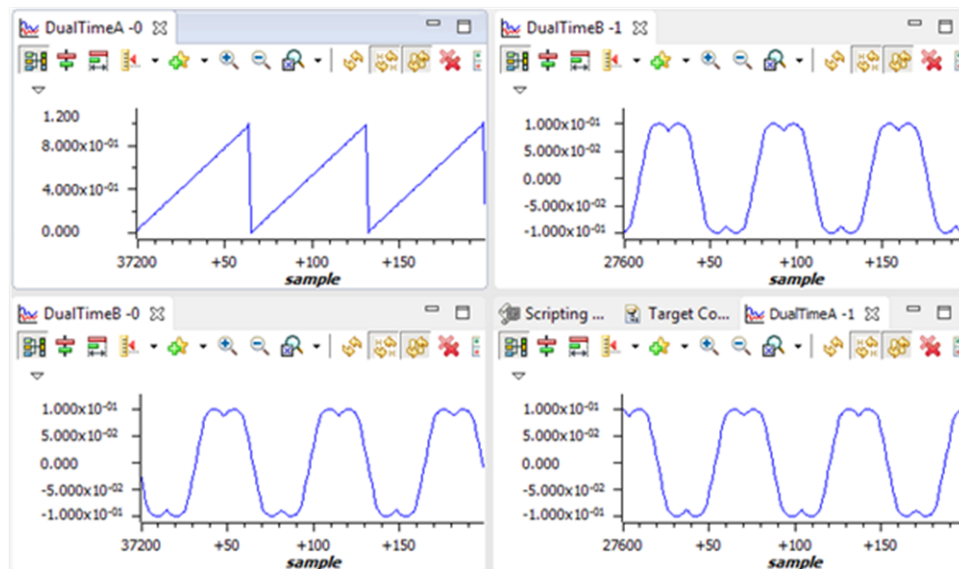 DualTimeA -0
1.200
8.000x10⁻⁰¹
4.000x10⁻⁰¹
0.000
37200 +50 +100 +150
sample
DualTimeB -1
1.000x10⁻⁰¹
5.000x10⁻⁰²
0.000
-5.000x10⁻⁰²
-1.000x10⁻⁰¹
27600 +50 +100 +150
sample
DualTimeB -0
1.000x10⁻⁰¹
5.000x10⁻⁰²
0.000
-5.000x10⁻⁰²
-1.000x10⁻⁰¹
37200 +50 +100 +150
sample
Scripting ... Target Co... DualTimeA -1
1.000x10⁻⁰¹
5.000x10⁻⁰²
0.000
-5.000x10⁻⁰²
-1.000x10⁻⁰¹
27600 +50 +100 +150
sample